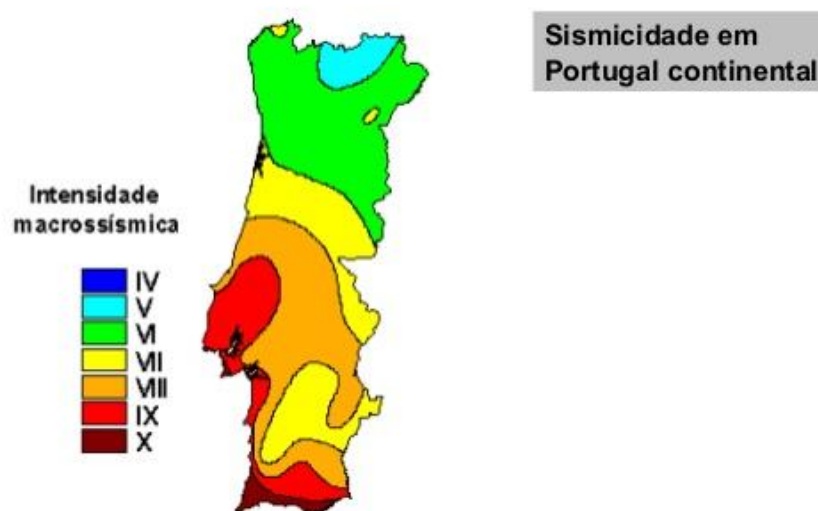 Sismicidade em
Portugal continental
Intensidade
macrossísmica
IV
V
VI
VII
VIII
IX
X